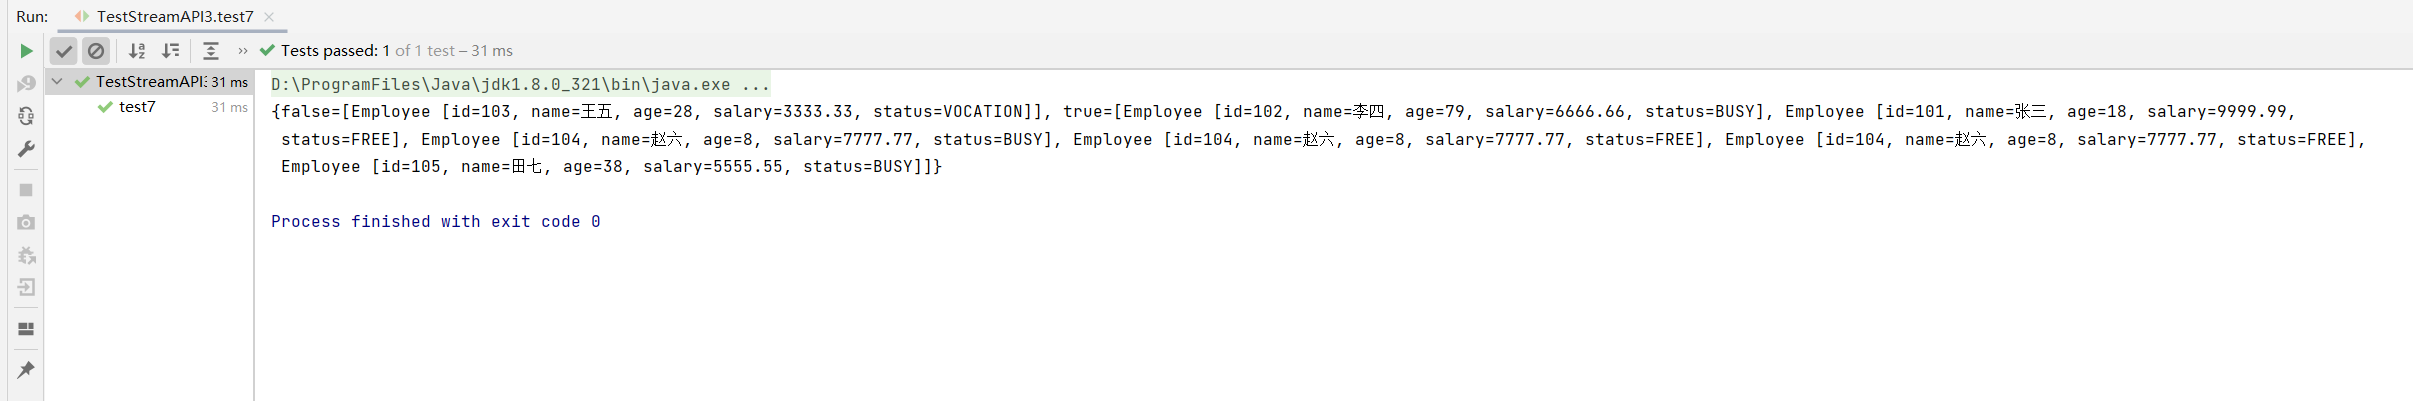 Run: TestStreamAPI3.test7
Tests passed: 1 of 1 test – 31 ms
TestStreamAPI3 31 ms
test7 31 ms
D:\ProgramFiles\Java\jdk1.8.0_321\bin\java.exe ...
{false=[Employee [id=103, name=王五, age=28, salary=3333.33, status=VOCATION]], true=[Employee [id=102, name=李四, age=79, salary=6666.66, status=BUSY], Employee [id=101, name=张三, age=18, salary=9999.99,
status=FREE], Employee [id=104, name=赵六, age=8, salary=7777.77, status=BUSY], Employee [id=104, name=赵六, age=8, salary=7777.77, status=FREE], Employee [id=104, name=赵六, age=8, salary=7777.77, status=FREE],
Employee [id=105, name=田七, age=38, salary=5555.55, status=BUSY]]}
Process finished with exit code 0